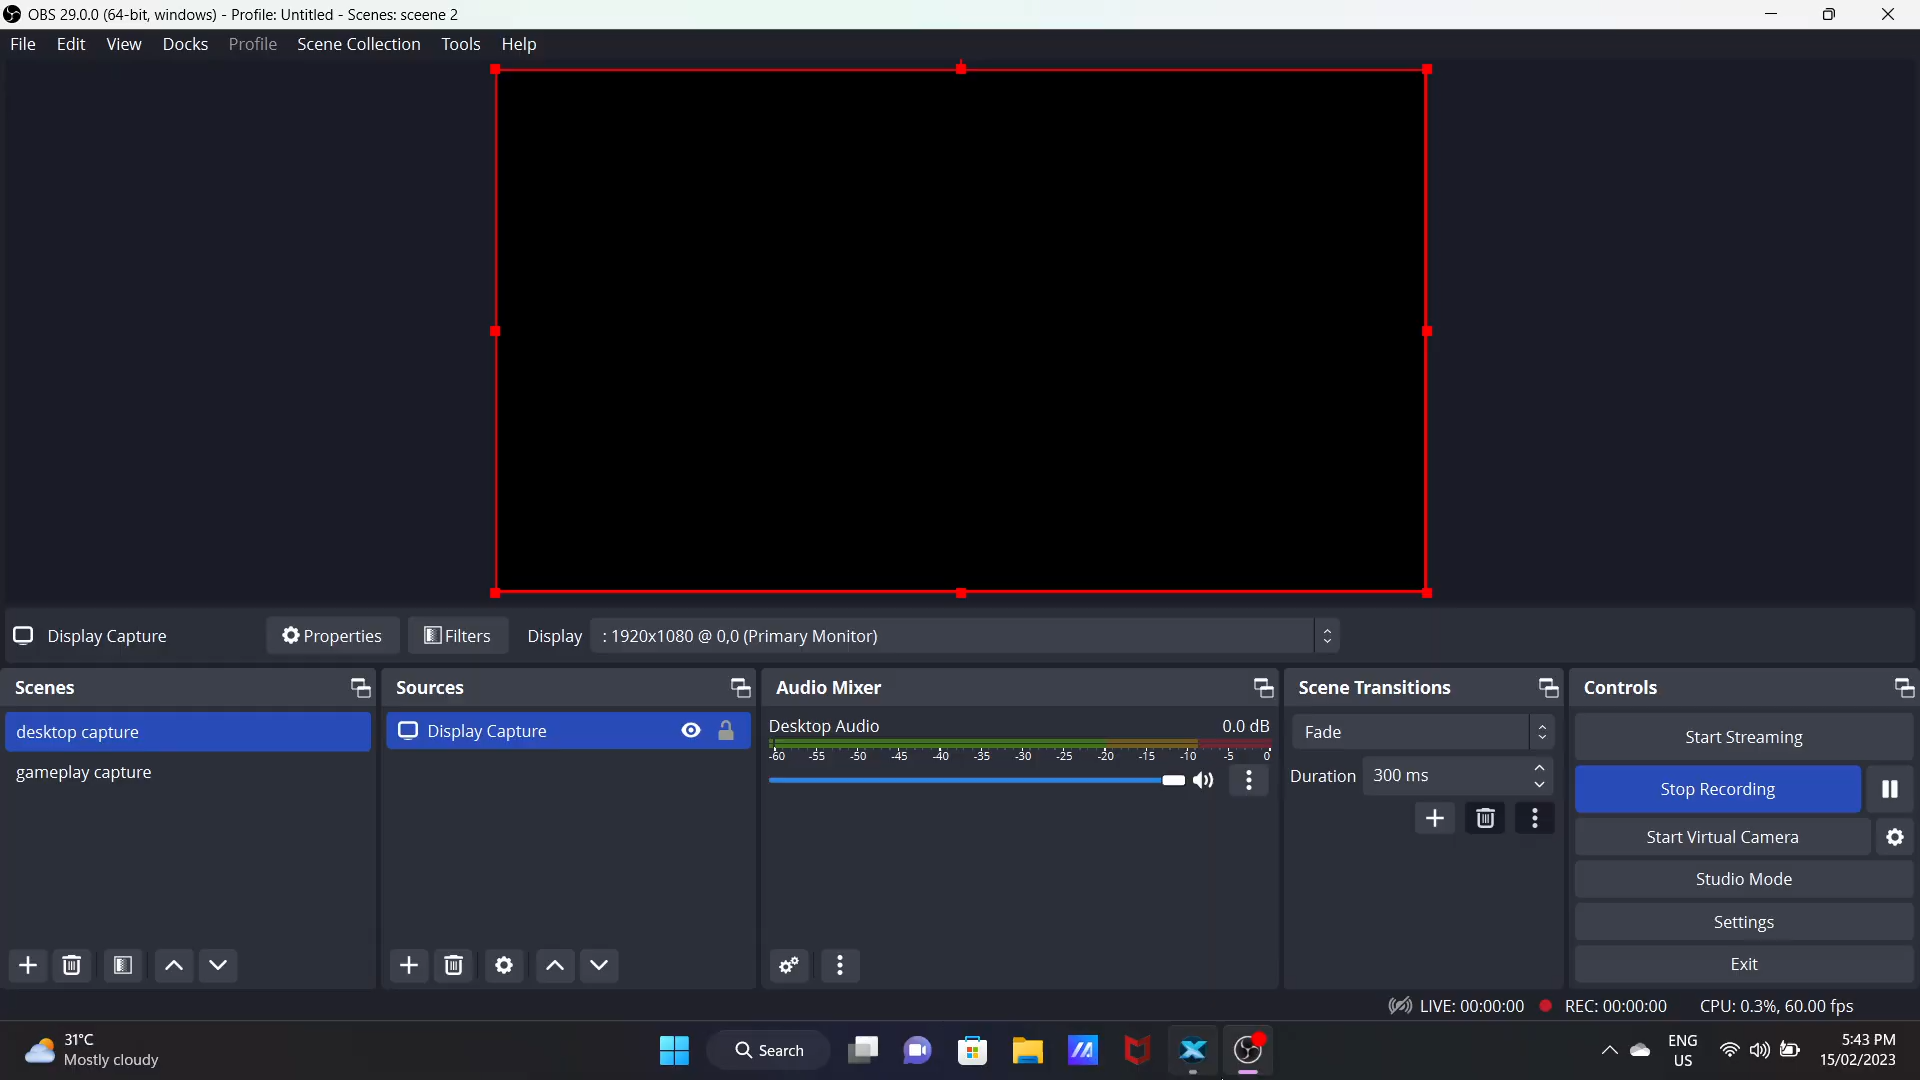 OBS 29.0.0 (64-bit, windows) - Profile: Untitled - Scenes: sceene 2
File Edit View Docks Profile Scene Collection Tools Help
Display Capture Properties Filters Display : 1920x1080 @ 0,0 (Primary Monitor)
Scenes Sources Audio Mixer Scene Transitions Controls
desktop capture
gameplay capture
Display Capture
Desktop Audio 0.0 dB
-60 -55 -50 -45 -40 -35 -30 -25 -20 -15 -10 -5 0
Fade
Duration 300 ms
Start Streaming
Stop Recording
Start Virtual Camera
Studio Mode
Settings
Exit
LIVE: 00:00:00 REC: 00:00:00 CPU: 0.3%, 60.00 fps
31°C
Mostly cloudy
Search
ENG
US
5:43 PM
15/02/2023